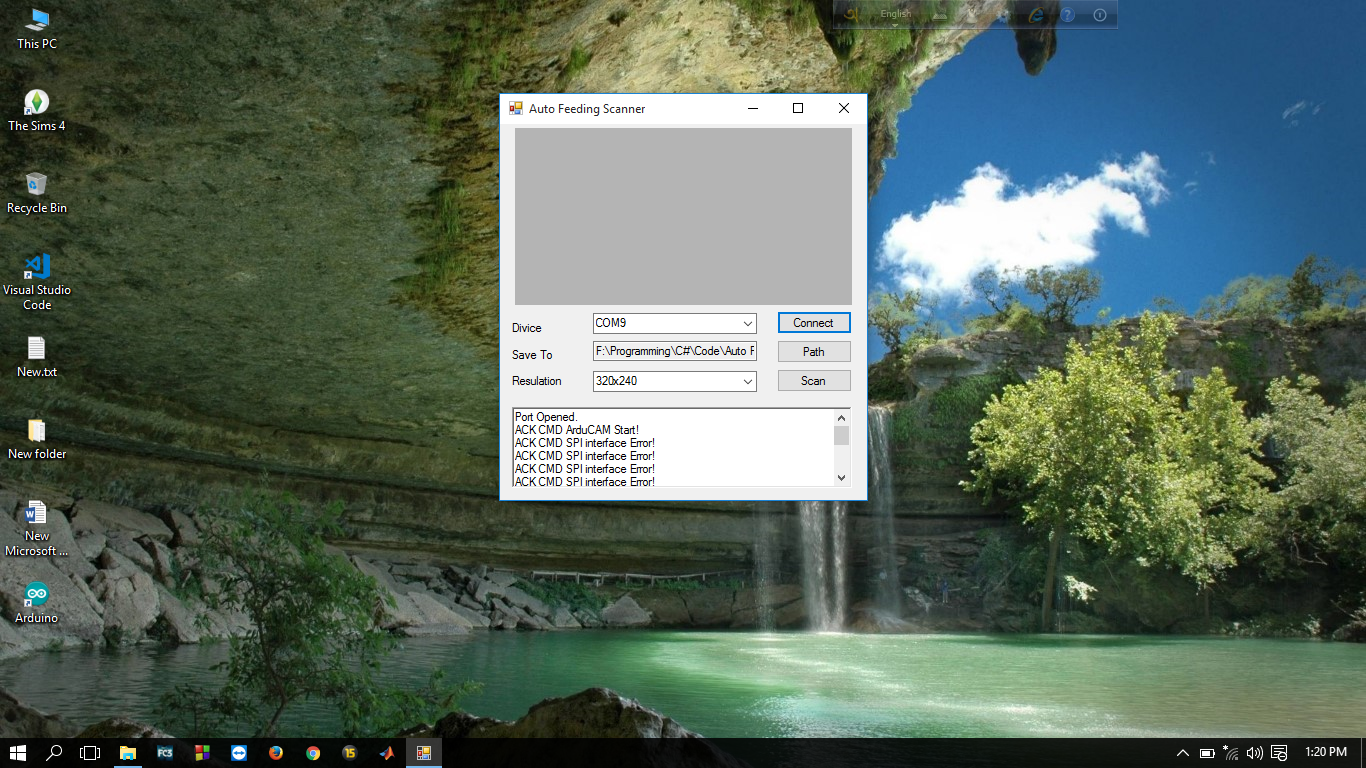 English
This PC
The Sims 4
Recycle Bin
Visual Studio
Code
New.txt
New folder
New
Microsoft ...
Arduino
Auto Feeding Scanner
Divice
COM9
Connect
Save To
F:\Programming\C#\Code\Auto F
Path
Resulation
320x240
Scan
Port Opened.
ACK CMD ArduCAM Start!
ACK CMD SPI interface Error!
ACK CMD SPI interface Error!
ACK CMD SPI interface Error!
ACK CMD SPI interface Error!
FC3
15
1:20 PM